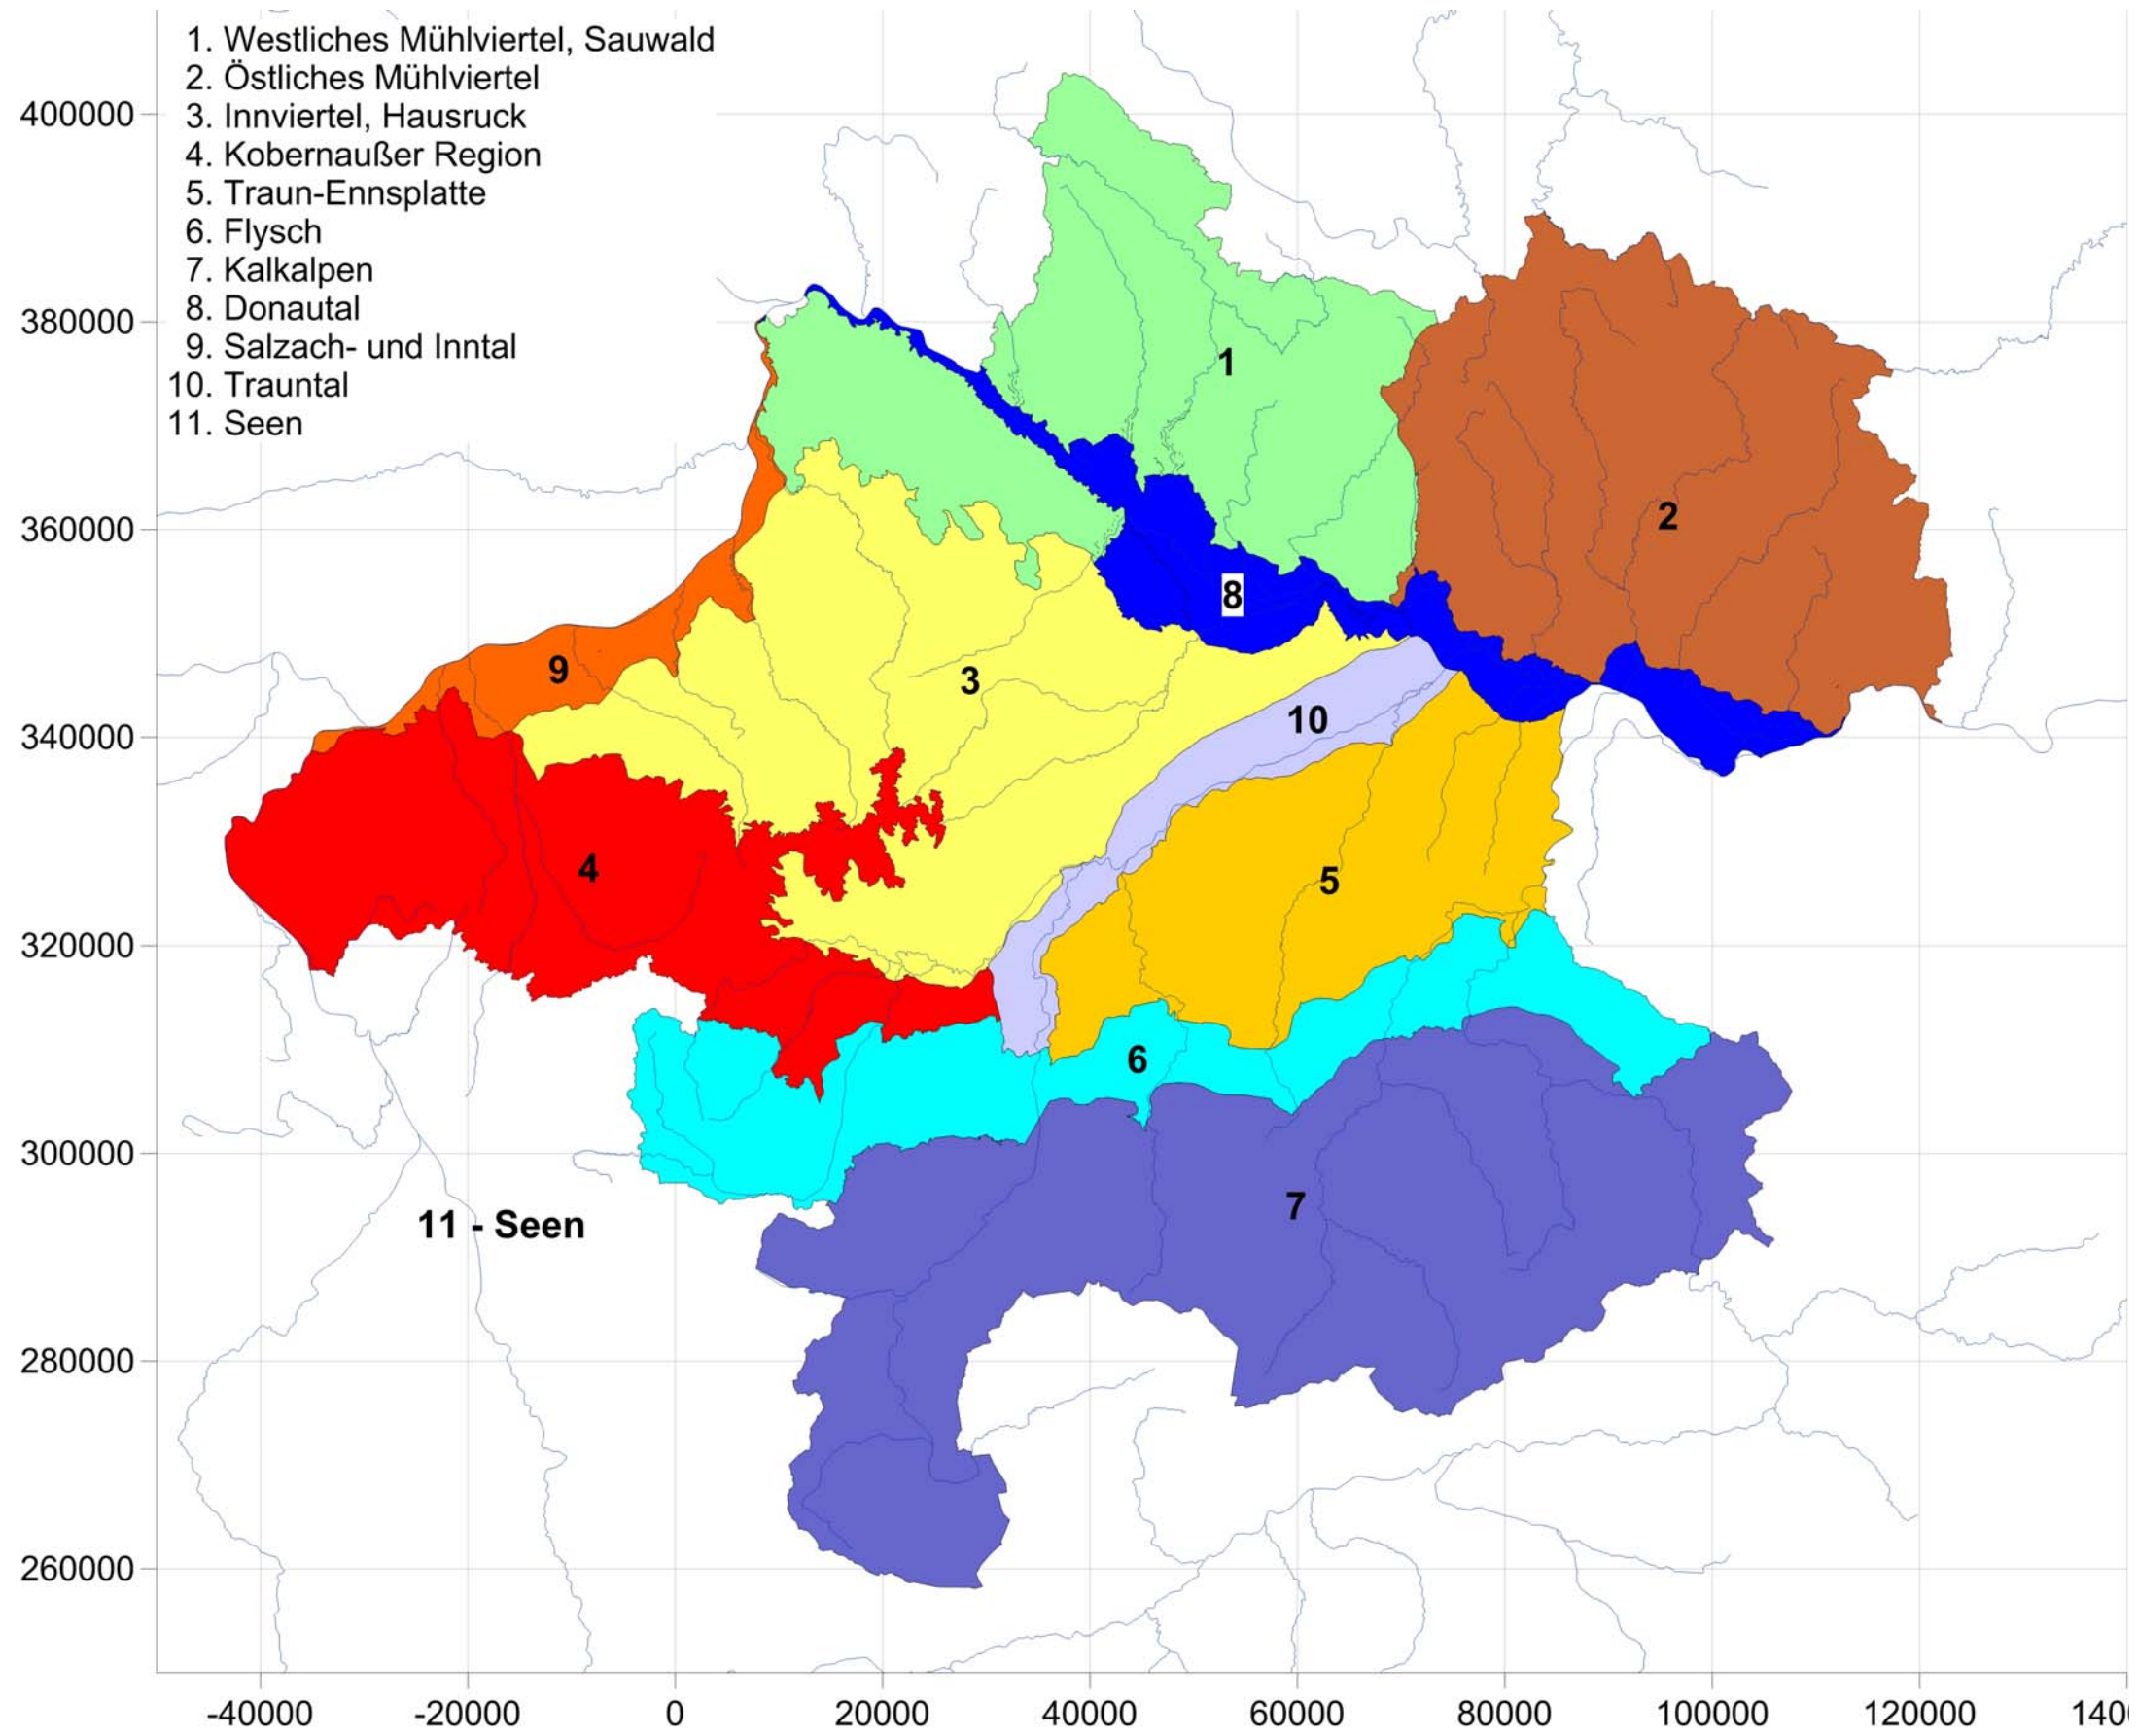 1. Westliches Mühlviertel, Sauwald
2. Östliches Mühlviertel
3. Innviertel, Hausruck
4. Kobernaußer Region
5. Traun-Ennsplatte
6. Flysch
7. Kalkalpen
8. Donautal
9. Salzach- und Inntal
10. Trauntal
11. Seen
400000
380000
360000
340000
320000
300000
280000
260000
1
2
8
9
3
10
4
5
6
7
11 - Seen
-40000 -20000 0 20000 40000 60000 80000 100000 120000 140